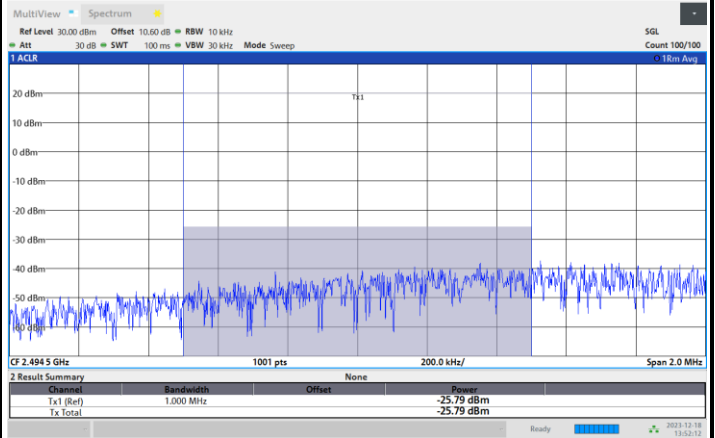 MultiView Spectrum
Ref Level 30.00 dBm Offset 10.60 dB RBW 10 kHz SGL
Att 30 dB SWT 100 ms VBW 30 kHz Mode Sweep Count 100/100
1 ACLR 1Rm Avg
Tx1
20 dBm
10 dBm
0 dBm
-10 dBm
-20 dBm
-30 dBm
-40 dBm
-50 dBm
-60 dBm
CF 2.494 5 GHz 1001 pts 200.0 kHz/ Span 2.0 MHz
2 Result Summary None
Channel Bandwidth Offset Power
Tx1 (Ref) 1.000 MHz -25.79 dBm
Tx Total -25.79 dBm
Ready 2023-12-18
13:52:12